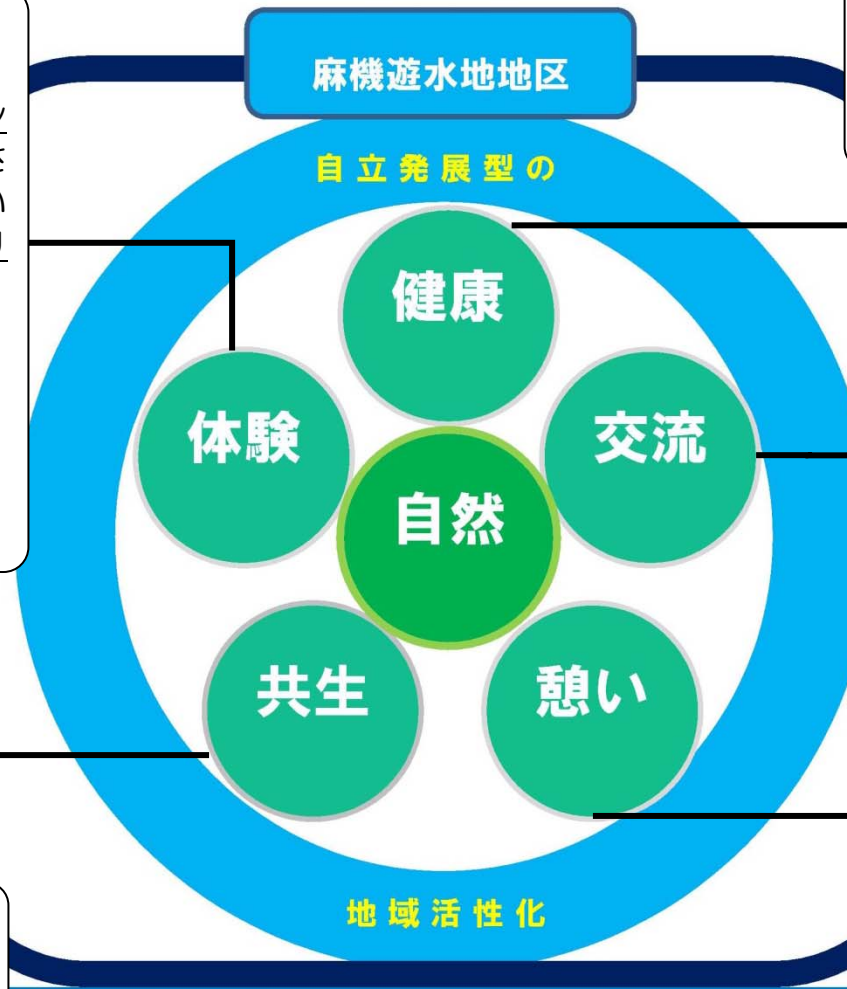 麻機遊水地地区
自立発展型の
健康
体験
交流
自然
共生
憩い
地域活性化